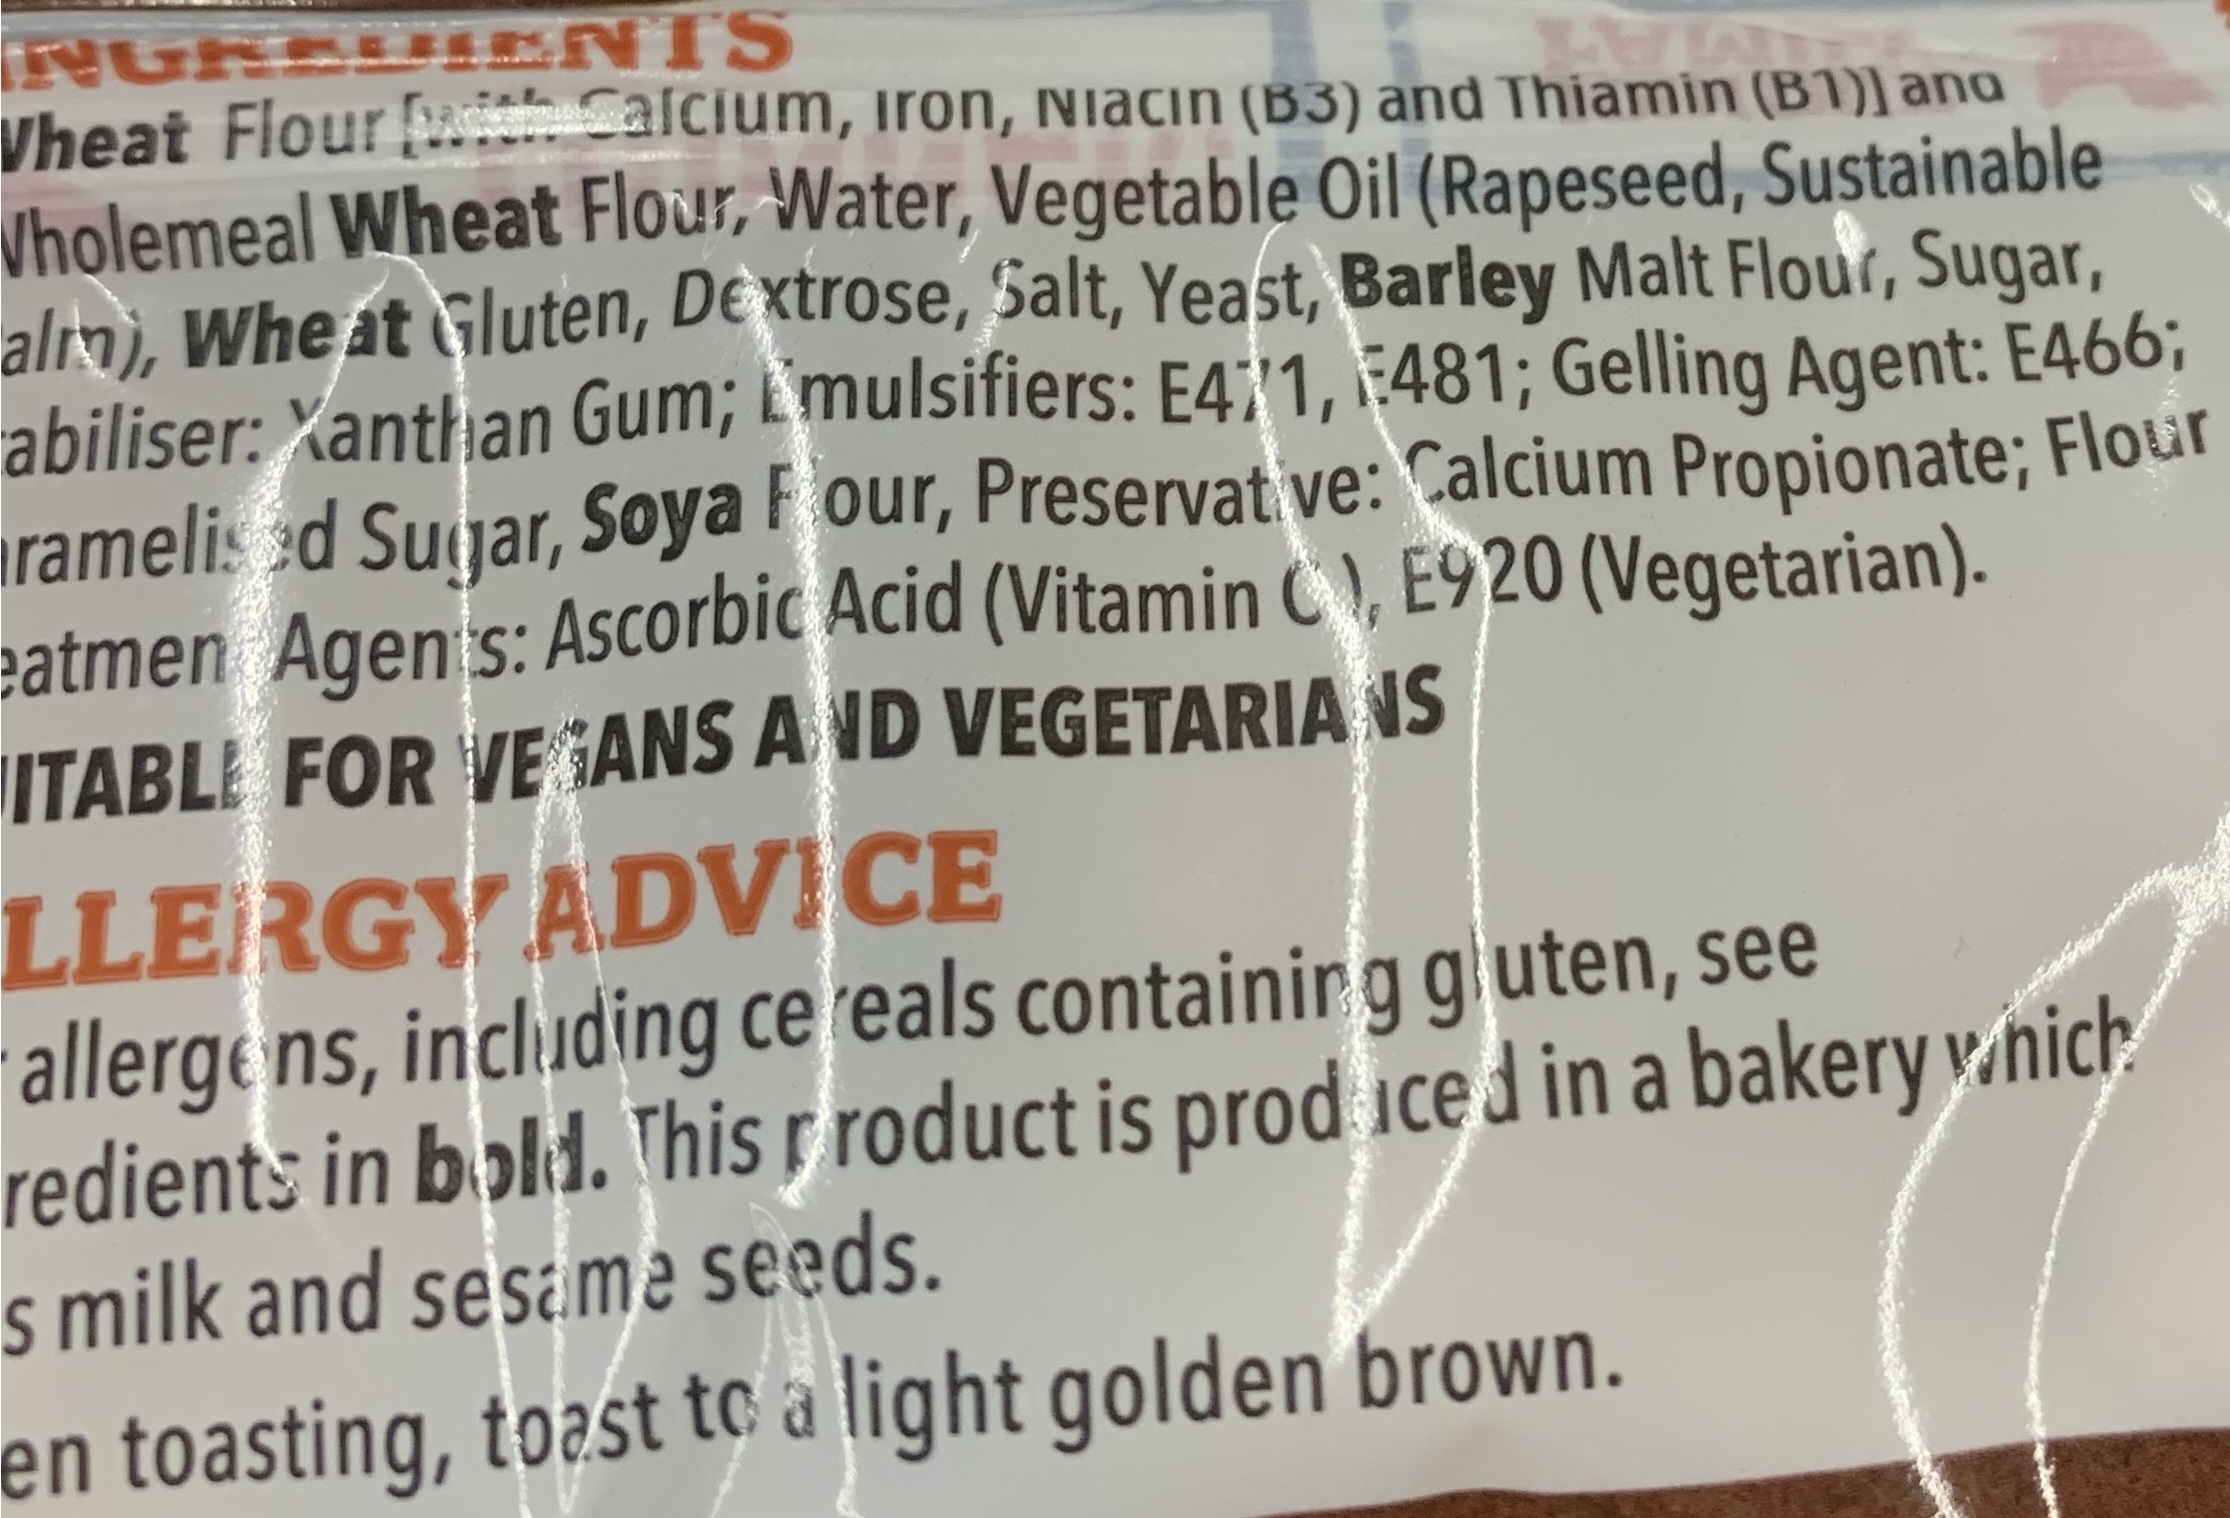 INGREDIENTS
Wheat Flour [with Calcium, Iron, Niacin (B3) and Thiamin (B1)] and
Wholemeal Wheat Flour, Water, Vegetable Oil (Rapeseed, Sustainable
alm), Wheat Gluten, Dextrose, Salt, Yeast, Barley Malt Flour, Sugar,
abiliser: Xanthan Gum; Emulsifiers: E471, E481; Gelling Agent: E466;
aramelised Sugar, Soya Flour, Preservative: Calcium Propionate; Flour
eatment Agents: Ascorbic Acid (Vitamin C), E920 (Vegetarian).
UITABLE FOR VEGANS AND VEGETARIANS
LLERGY ADVICE
allergens, including cereals containing gluten, see
redients in bold. This product is produced in a bakery which
s milk and sesame seeds.
en toasting, toast to a light golden brown.